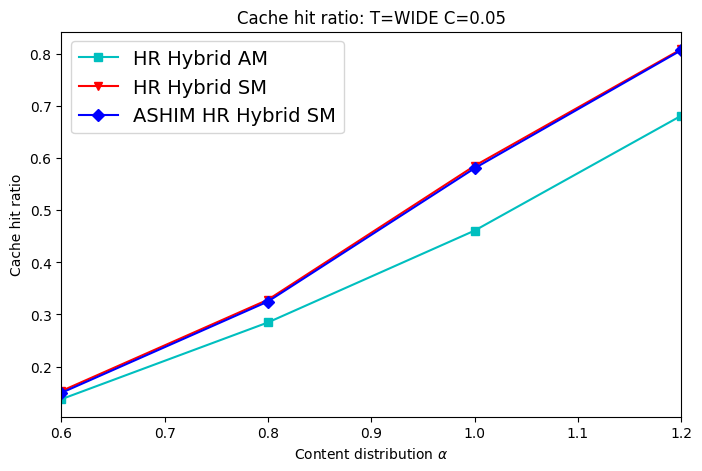 Cache hit ratio: T=WIDE C=0.05
HR Hybrid AM
HR Hybrid SM
ASHIM HR Hybrid SM
Cache hit ratio
0.8
0.7
0.6
0.5
0.4
0.3
0.2
0.6 0.7 0.8 0.9 1.0 1.1 1.2
Content distribution α